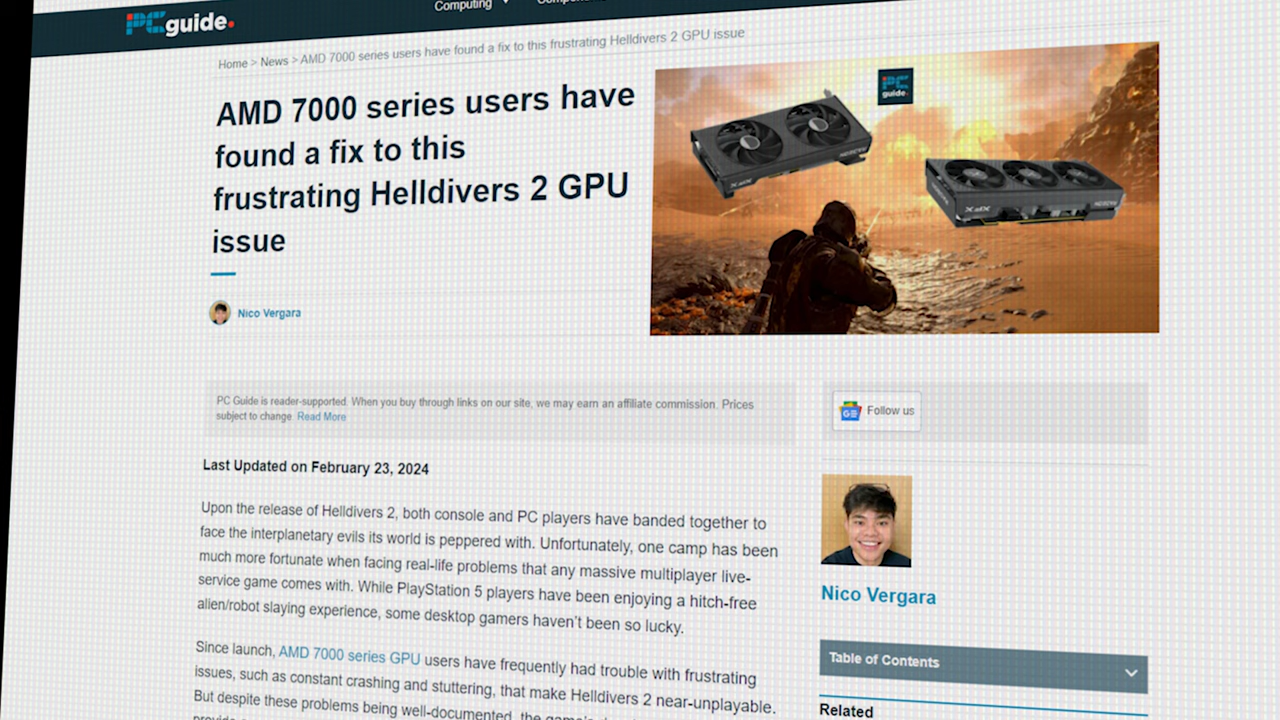 PCguide.
Computing
Home > News > AMD 7000 series users have found a fix to this frustrating Helldivers 2 GPU issue
AMD 7000 series users have
found a fix to this
frustrating Helldivers 2 GPU
issue
guide.
XFX
RADEON
XFX
RADEON
Nico Vergara
PC Guide is reader-supported. When you buy through links on our site, we may earn an affiliate commission. Prices
subject to change. Read More
GE Follow us
Last Updated on February 23, 2024
Upon the release of Helldivers 2, both console and PC players have banded together to
face the interplanetary evils its world is peppered with. Unfortunately, one camp has been
much more fortunate when facing real-life problems that any massive multiplayer live-
service game comes with. While PlayStation 5 players have been enjoying a hitch-free
alien/robot slaying experience, some desktop gamers haven't been so lucky.
Since launch, AMD 7000 series GPU users have frequently had trouble with frustrating
issues, such as constant crashing and stuttering, that make Helldivers 2 near-unplayable.
But despite these problems being well-documented, the game's
Nico Vergara
Table of Contents
Related